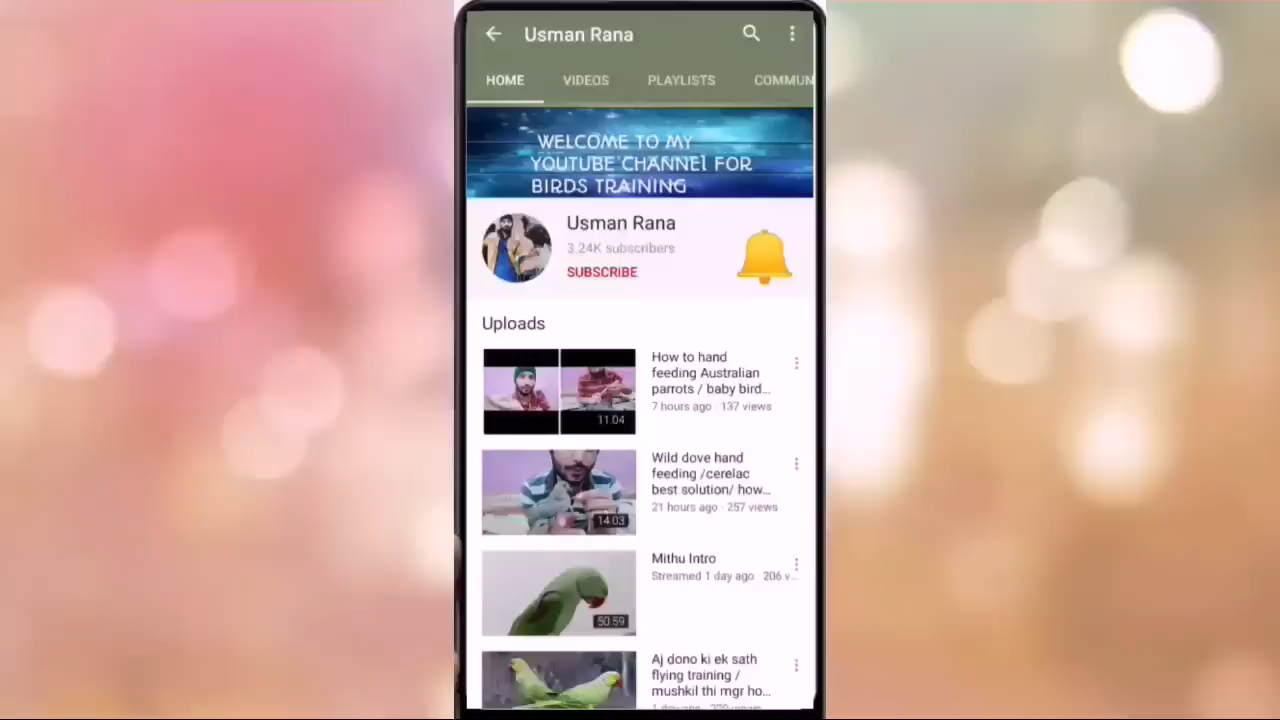 Usman Rana
HOME VIDEOS PLAYLISTS COMMUN
WELCOME TO MY
YOUTUBE CHANNEl FOR
BIRDS TRAINING
Usman Rana
3.24K subscribers
SUBSCRIBE
Uploads
How to hand
feeding Australian
parrots / baby bird...
7 hours ago · 137 views
11:04
Wild dove hand
feeding /cerelac
best solution/ how...
21 hours ago · 257 views
14:03
Mithu Intro
Streamed 1 day ago · 206 v...
50:59
Aj dono ki ek sath
flying training /
mushkil thi mgr ho...